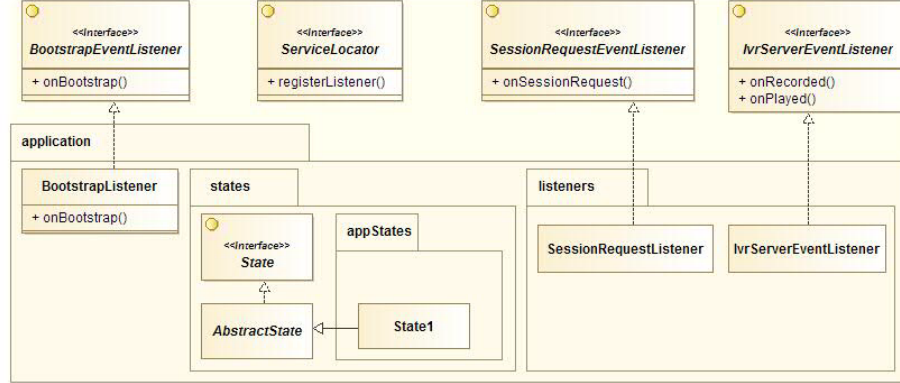 <<Interface>>
BootstrapEventListener
+ onBootstrap()
<<Interface>>
ServiceLocator
+ registerListener()
<<Interface>>
SessionRequestEventListener
+ onSessionRequest()
<<Interface>>
IvrServerEventListener
+ onRecorded()
+ onPlayed()
application
BootstrapListener
+ onBootstrap()
states
<<Interface>>
State
AbstractState
appStates
State1
listeners
SessionRequestListener
IvrServerEventListener